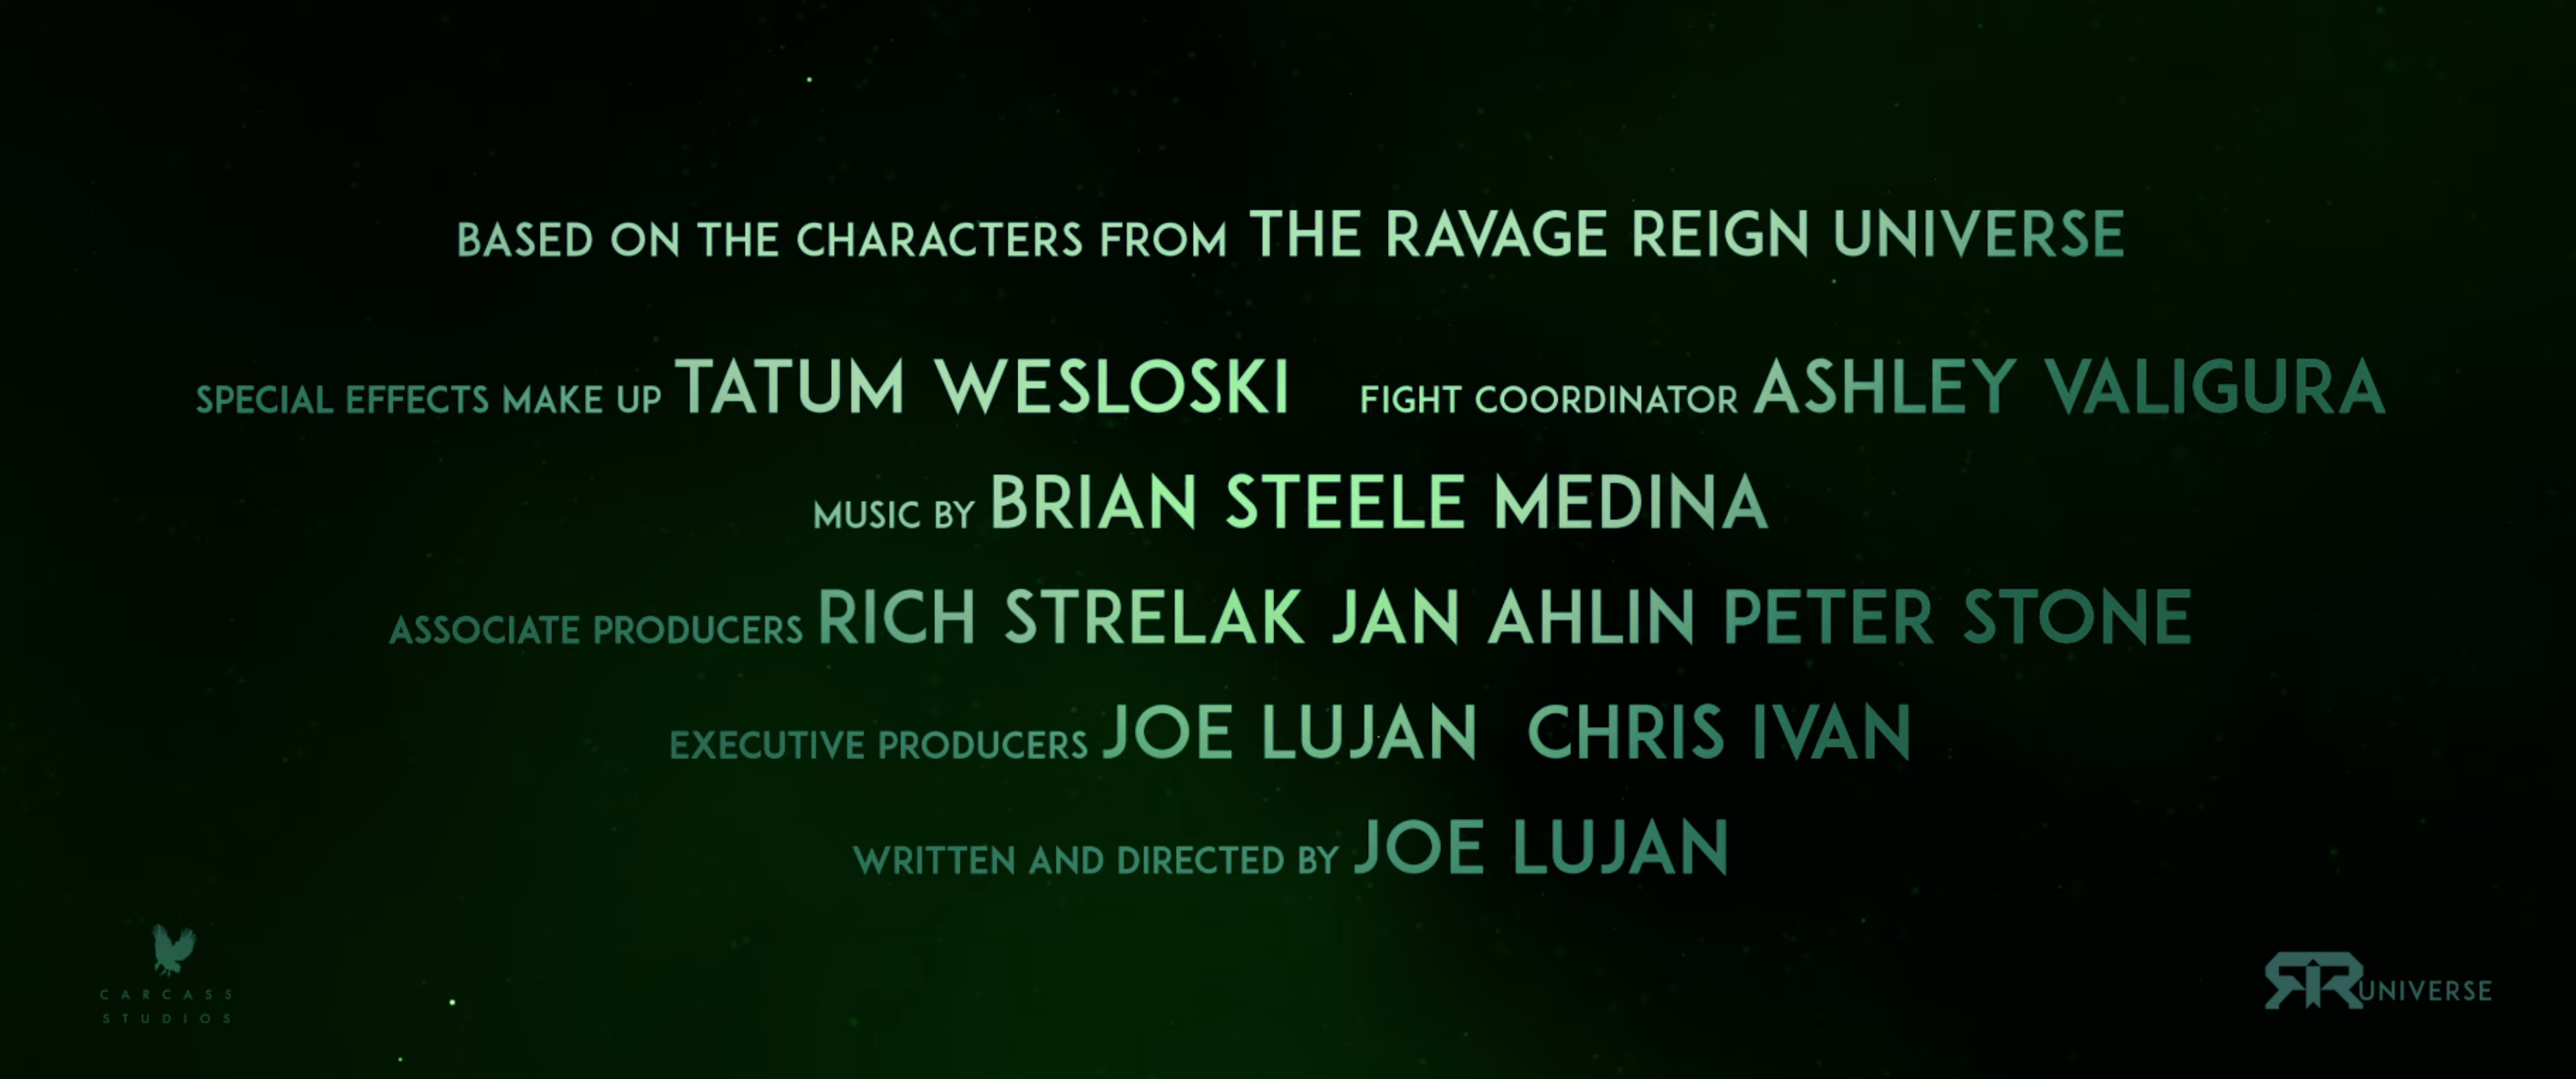 BASED ON THE CHARACTERS FROM THE RAVAGE REIGN UNIVERSE
SPECIAL EFFECTS MAKE UP TATUM WESLOSKI FIGHT COORDINATOR ASHLEY VALIGURA
MUSIC BY BRIAN STEELE MEDINA
ASSOCIATE PRODUCERS RICH STRELAK JAN AHLIN PETER STONE
EXECUTIVE PRODUCERS JOE LUJAN CHRIS IVAN
WRITTEN AND DIRECTED BY JOE LUJAN
CARCASS
STUDIOS
RR UNIVERSE